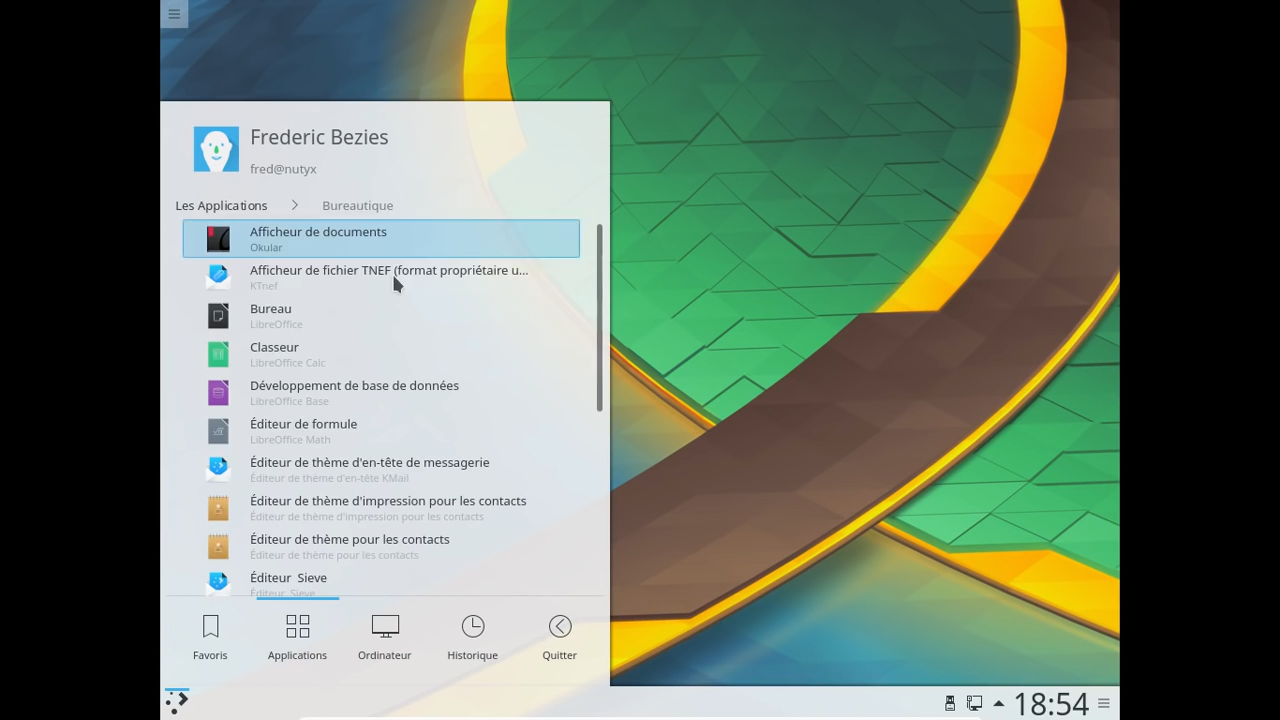 Frederic Bezies
fred@nutyx
Les Applications > Bureautique
Afficheur de documents
Okular
Afficheur de fichier TNEF (format propriétaire u...
KTnef
Bureau
LibreOffice
Classeur
LibreOffice Calc
Développement de base de données
LibreOffice Base
Éditeur de formule
LibreOffice Math
Éditeur de thème d'en-tête de messagerie
Éditeur de thème d'en-tête KMail
Éditeur de thème d'impression pour les contacts
Éditeur de thème d'impression pour les contacts
Éditeur de thème pour les contacts
Éditeur de thème pour les contacts
Éditeur Sieve
Éditeur Sieve
Favoris Applications Ordinateur Historique Quitter
18:54